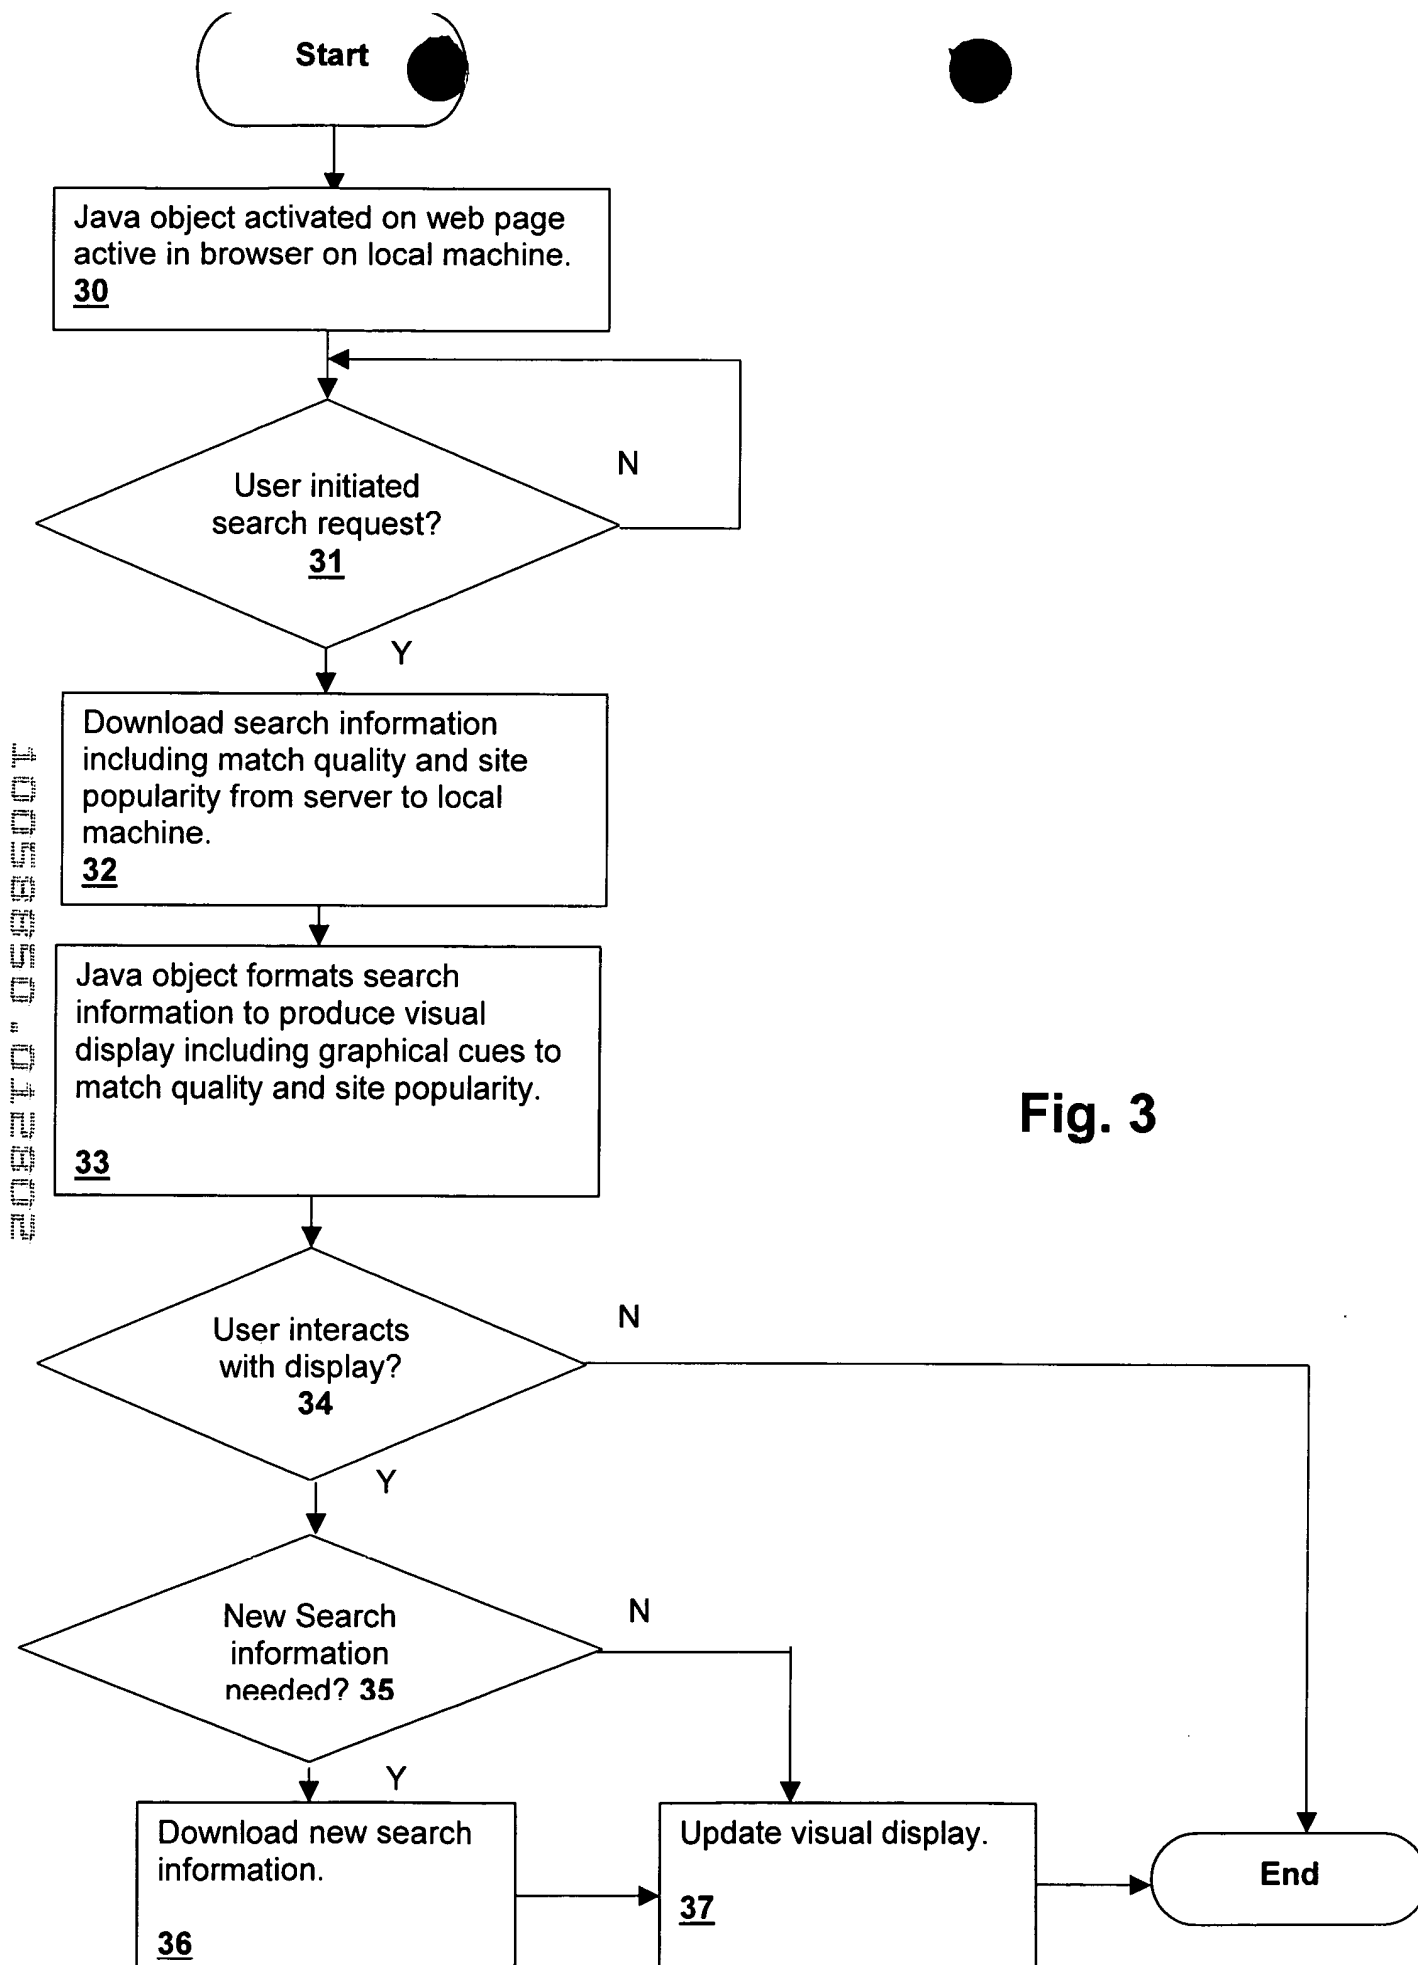 Start
Java object activated on web page
active in browser on local machine.
30
N
User initiated
search request?
31
Y
Download search information
including match quality and site
popularity from server to local
machine.
32
Java object formats search
information to produce visual
display including graphical cues to
match quality and site popularity.
33
Fig. 3
10058850.012802
N
User interacts
with display?
34
Y
N
New Search
information
needed? 35
Y
Download new search
information.
36
Update visual display.
37
End